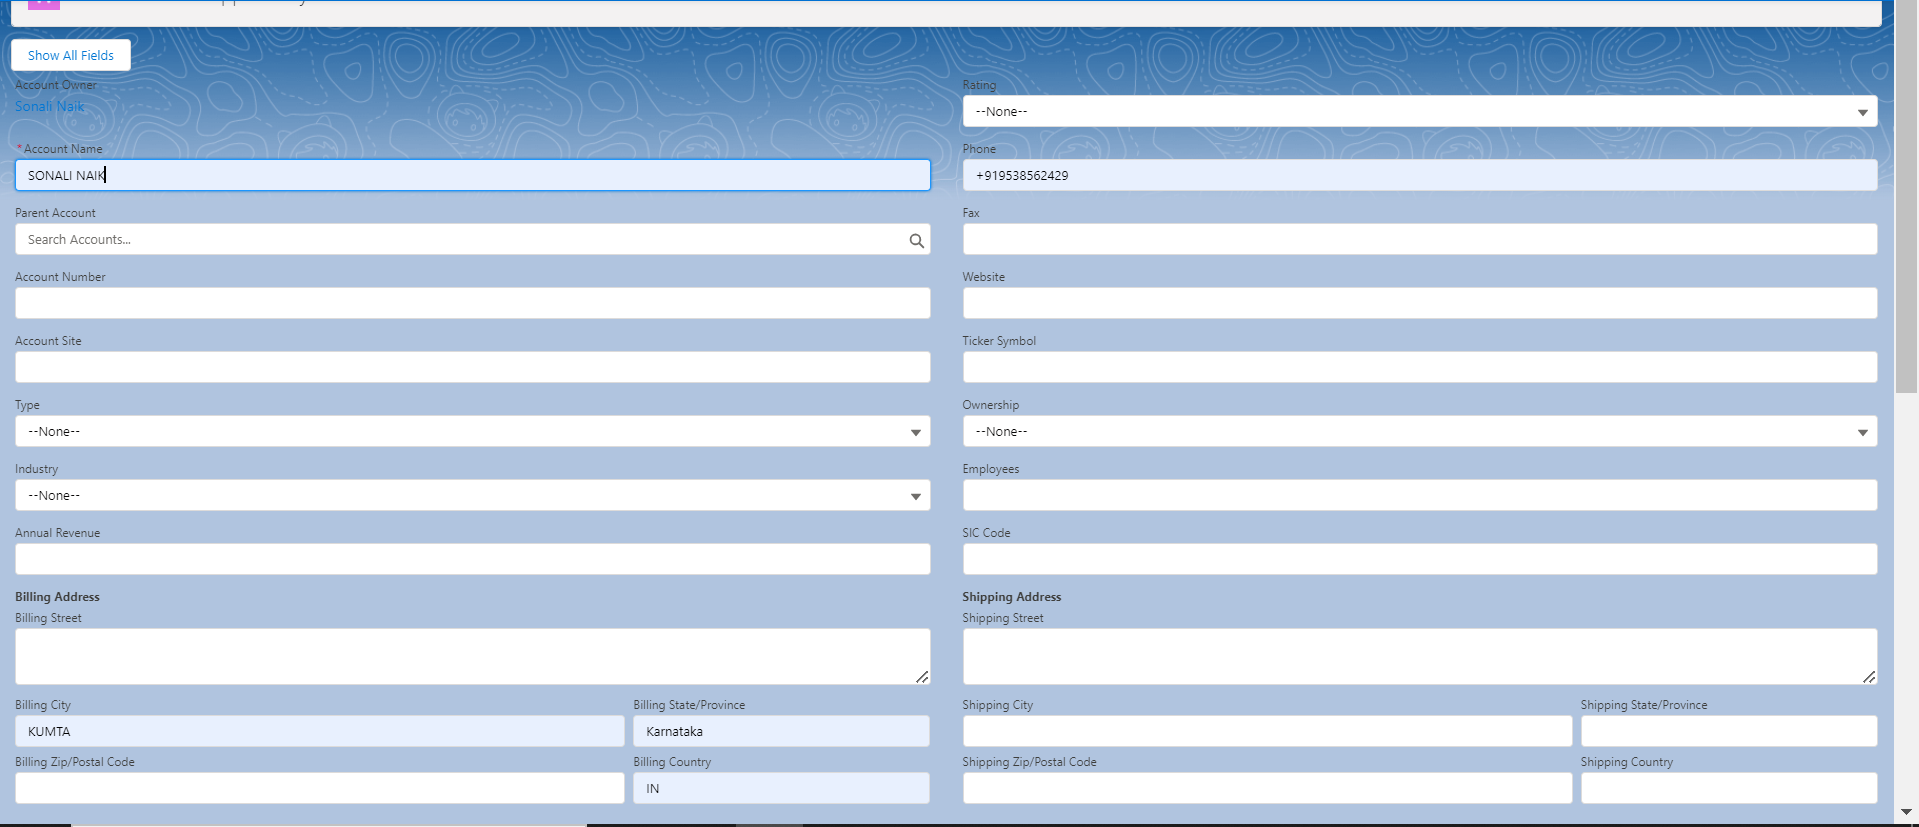 Show All Fields
Account Owner
Sonali Naik
Rating
--None--
*Account Name
SONALI NAIK
Phone
+919538562429
Parent Account
Search Accounts...
Fax
Account Number
Website
Account Site
Ticker Symbol
Type
--None--
Ownership
--None--
Industry
--None--
Employees
Annual Revenue
SIC Code
Billing Address
Shipping Address
Billing Street
Shipping Street
Billing City
KUMTA
Billing State/Province
Karnataka
Shipping City
Shipping State/Province
Billing Zip/Postal Code
Billing Country
IN
Shipping Zip/Postal Code
Shipping Country